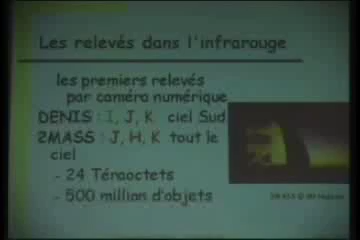 Les relevés dans l'infrarouge
les premiers relevés
par caméra numérique
DENIS : I, J, K ciel Sud
2MASS : J, H, K tout le
ciel
- 24 Téraoctets
- 500 million d'objets